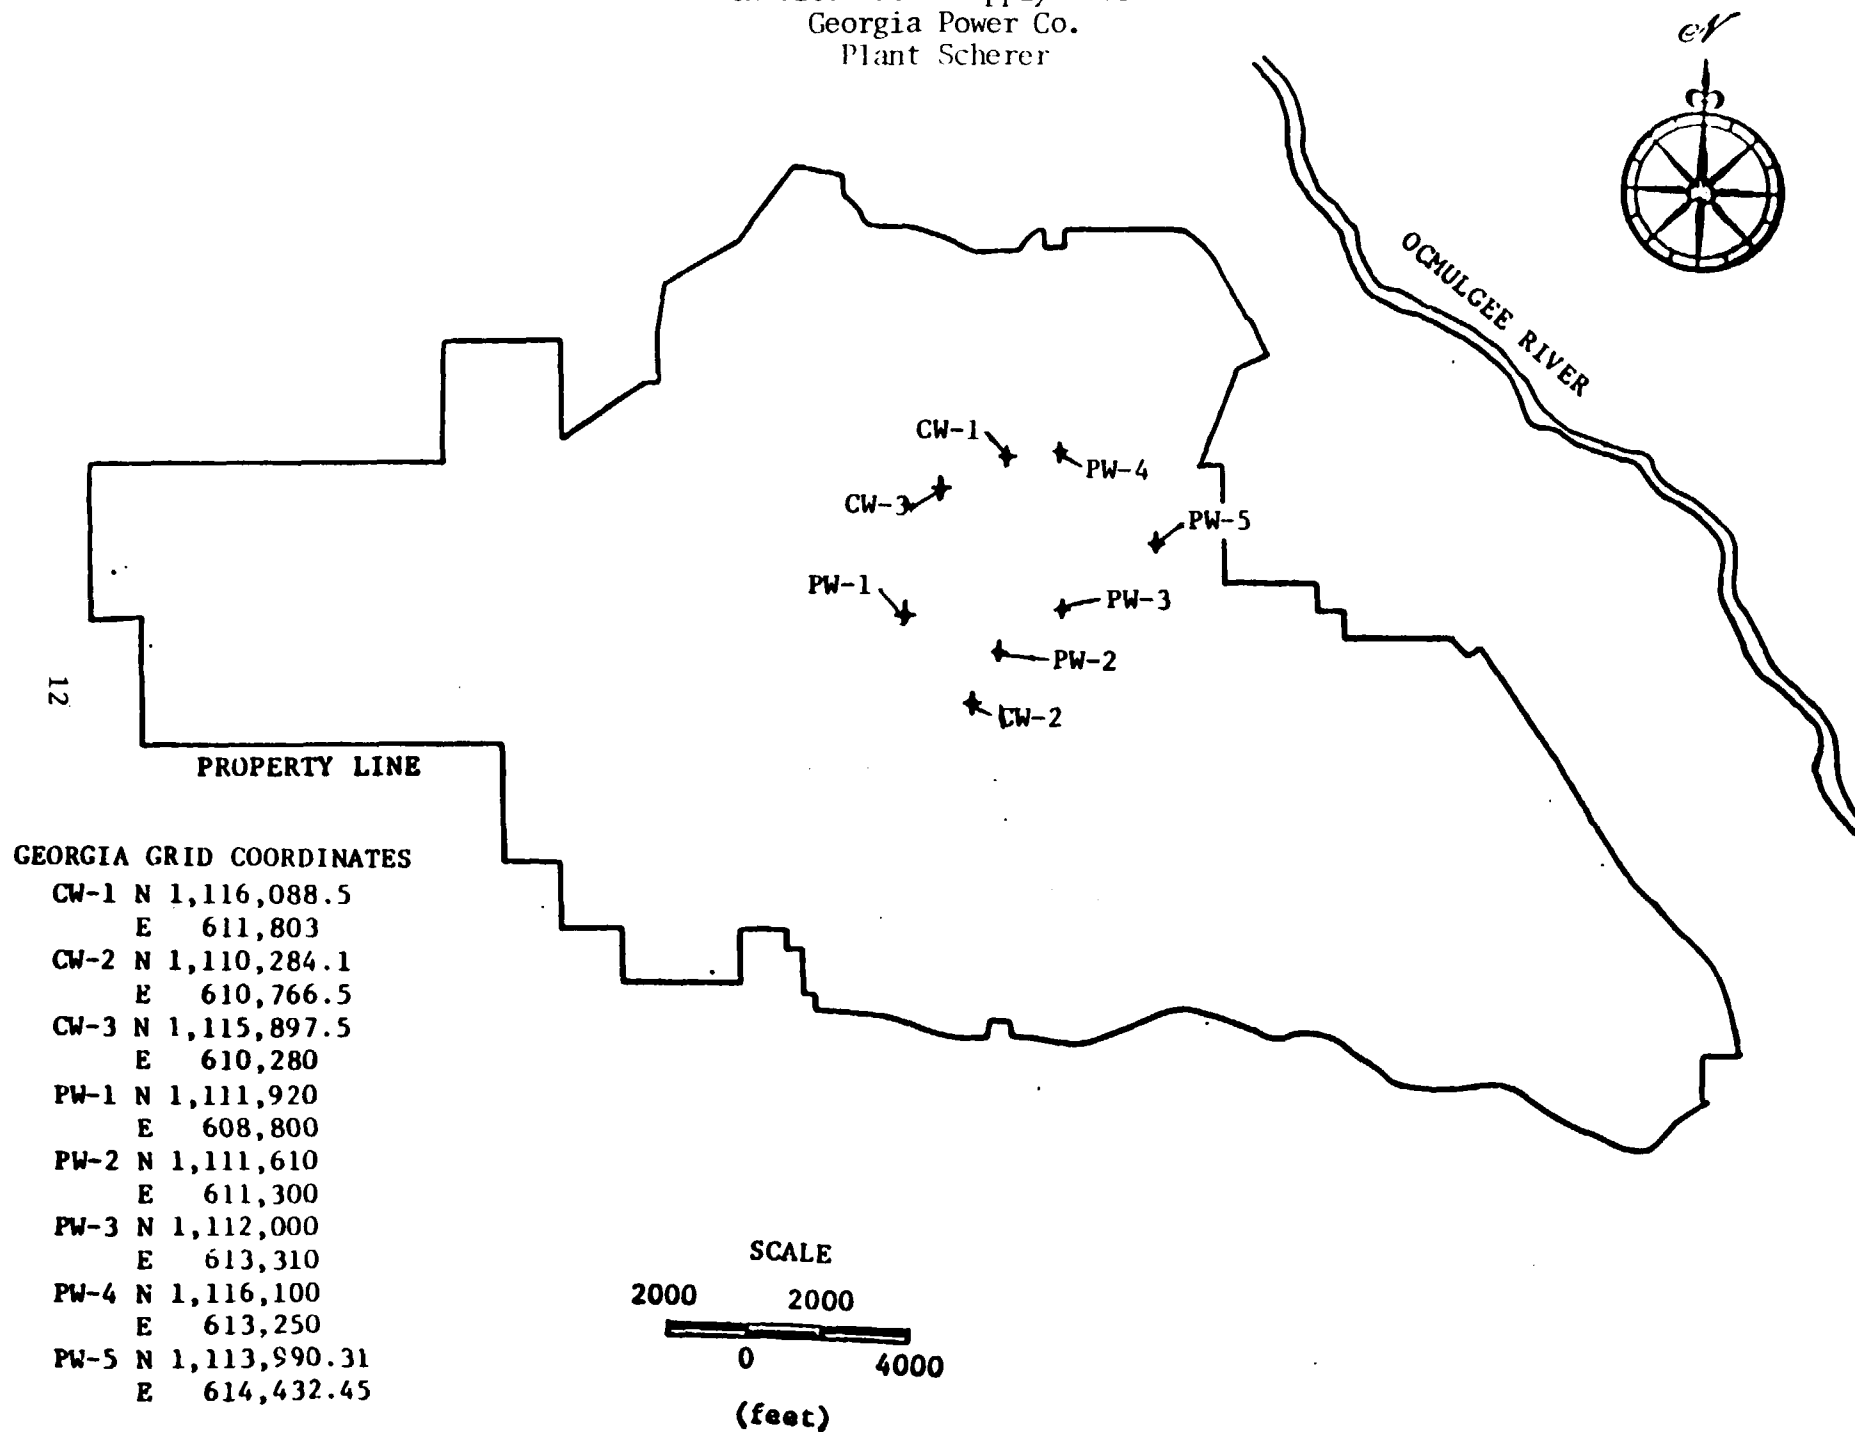 Georgia Power Co.
Plant Scherer
N
OCMULGEE RIVER
CW-1
PW-4
CW-3
PW-5
PW-1
PW-3
PW-2
CW-2
12
PROPERTY LINE
GEORGIA GRID COORDINATES
CW-1 N 1,116,088.5
E 611,803
CW-2 N 1,110,284.1
E 610,766.5
CW-3 N 1,115,897.5
E 610,280
PW-1 N 1,111,920
E 608,800
PW-2 N 1,111,610
E 611,300
PW-3 N 1,112,000
E 613,310
PW-4 N 1,116,100
E 613,250
PW-5 N 1,113,990.31
E 614,432.45
SCALE
2000 2000
0 4000
(feet)